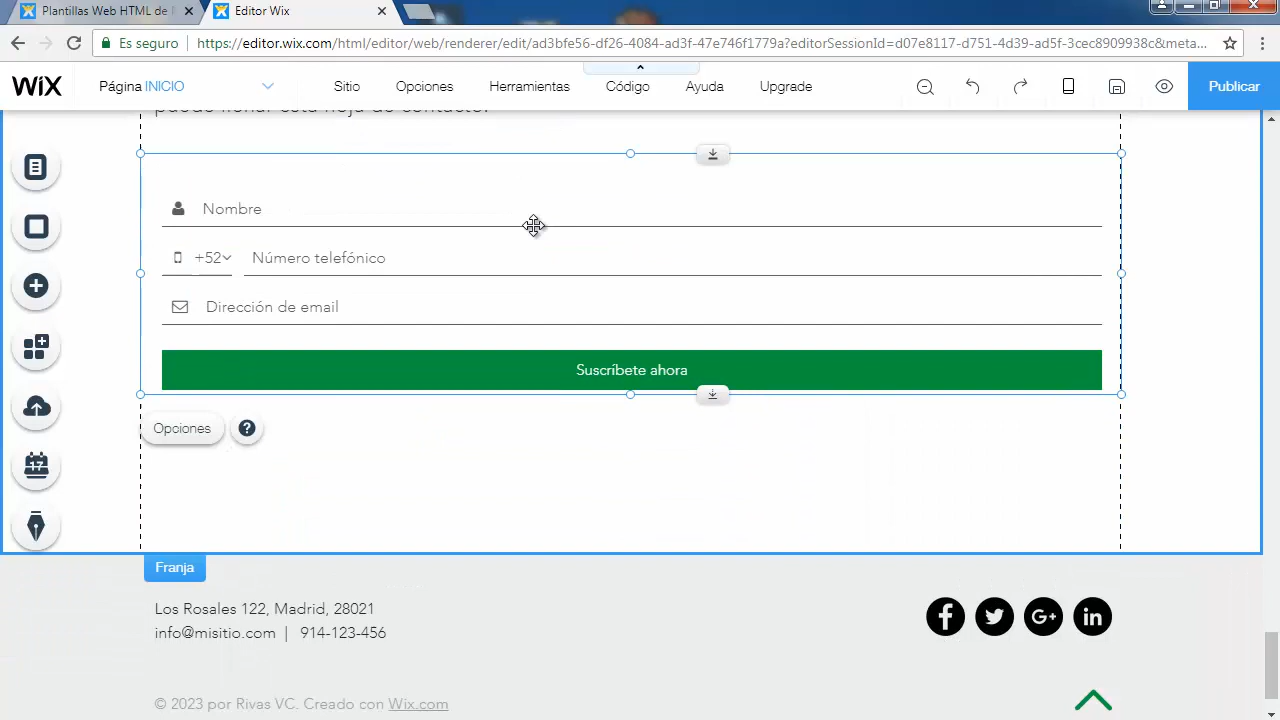 Plantillas Web HTML de
Editor Wix
Es seguro
https://editor.wix.com/html/editor/web/renderer/edit/ad3bfe56-df26-4084-ad3f-47e746f1779a?editorSessionId=d07e8117-d751-4d39-ad5f-3cec8909938c&meta...
WiX
Página INICIO
Sitio
Opciones
Herramientas
Código
Ayuda
Upgrade
Publicar
puede llenar esta hoja de contacto.
Nombre
+52
Número telefónico
Dirección de email
Suscríbete ahora
Opciones
?
17
Franja
Los Rosales 122, Madrid, 28021
info@misitio.com | 914-123-456
f
G+
in
© 2023 por Rivas VC. Creado con Wix.com